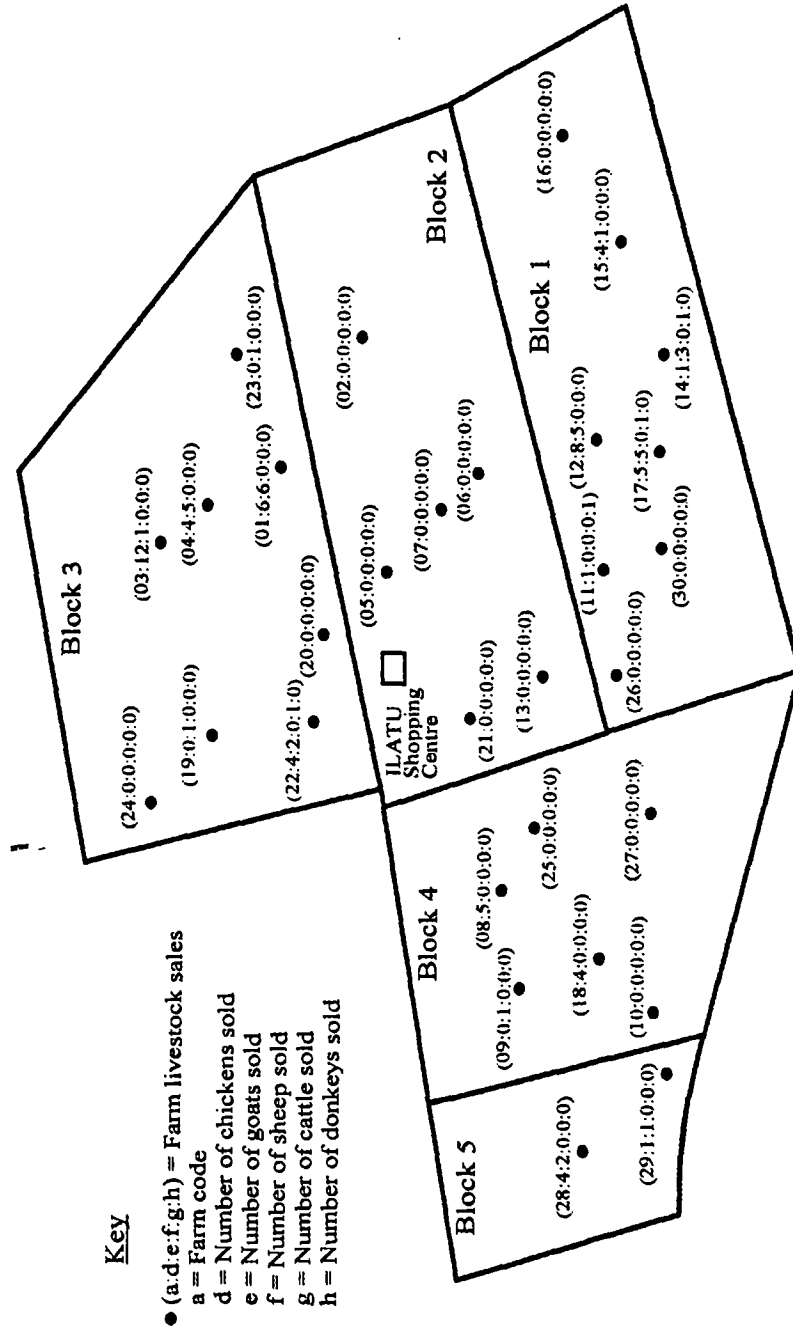 Key
● (a:d:e:f:g:h) = Farm livestock sales
a = Farm code
d = Number of chickens sold
e = Number of goats sold
f = Number of sheep sold
g = Number of cattle sold
h = Number of donkeys sold
Block 3
(24:0:0:0:0:0)
(19:0:1:0:0:0)
(03:12:1:0:0:0)
(04:4:5:0:0:0)
(22:4:2:0:1:0)
(20:0:0:0:0:0)
(01:6:6:0:0:0)
(23:0:1:0:0:0)
Block 2
ILATU
Shopping
Centre
(05:0:0:0:0:0)
(02:0:0:0:0:0)
(07:0:0:0:0:0)
(06:0:0:0:0:0)
(21:0:0:0:0:0)
(13:0:0:0:0:0)
Block 1
(16:0:0:0:0:0)
(15:4:1:0:0:0)
(12:8:5:0:0:0)
(11:1:0:0:0:1)
(17:5:5:0:1:0)
(14:1:3:0:1:0)
(30:0:0:0:0:0)
(26:0:0:0:0:0)
Block 4
(08:5:0:0:0:0)
(09:0:1:0:0:0)
(25:0:0:0:0:0)
(18:4:0:0:0:0)
(10:0:0:0:0:0)
(27:0:0:0:0:0)
Block 5
(28:4:2:0:0:0)
(29:1:1:0:0:0)